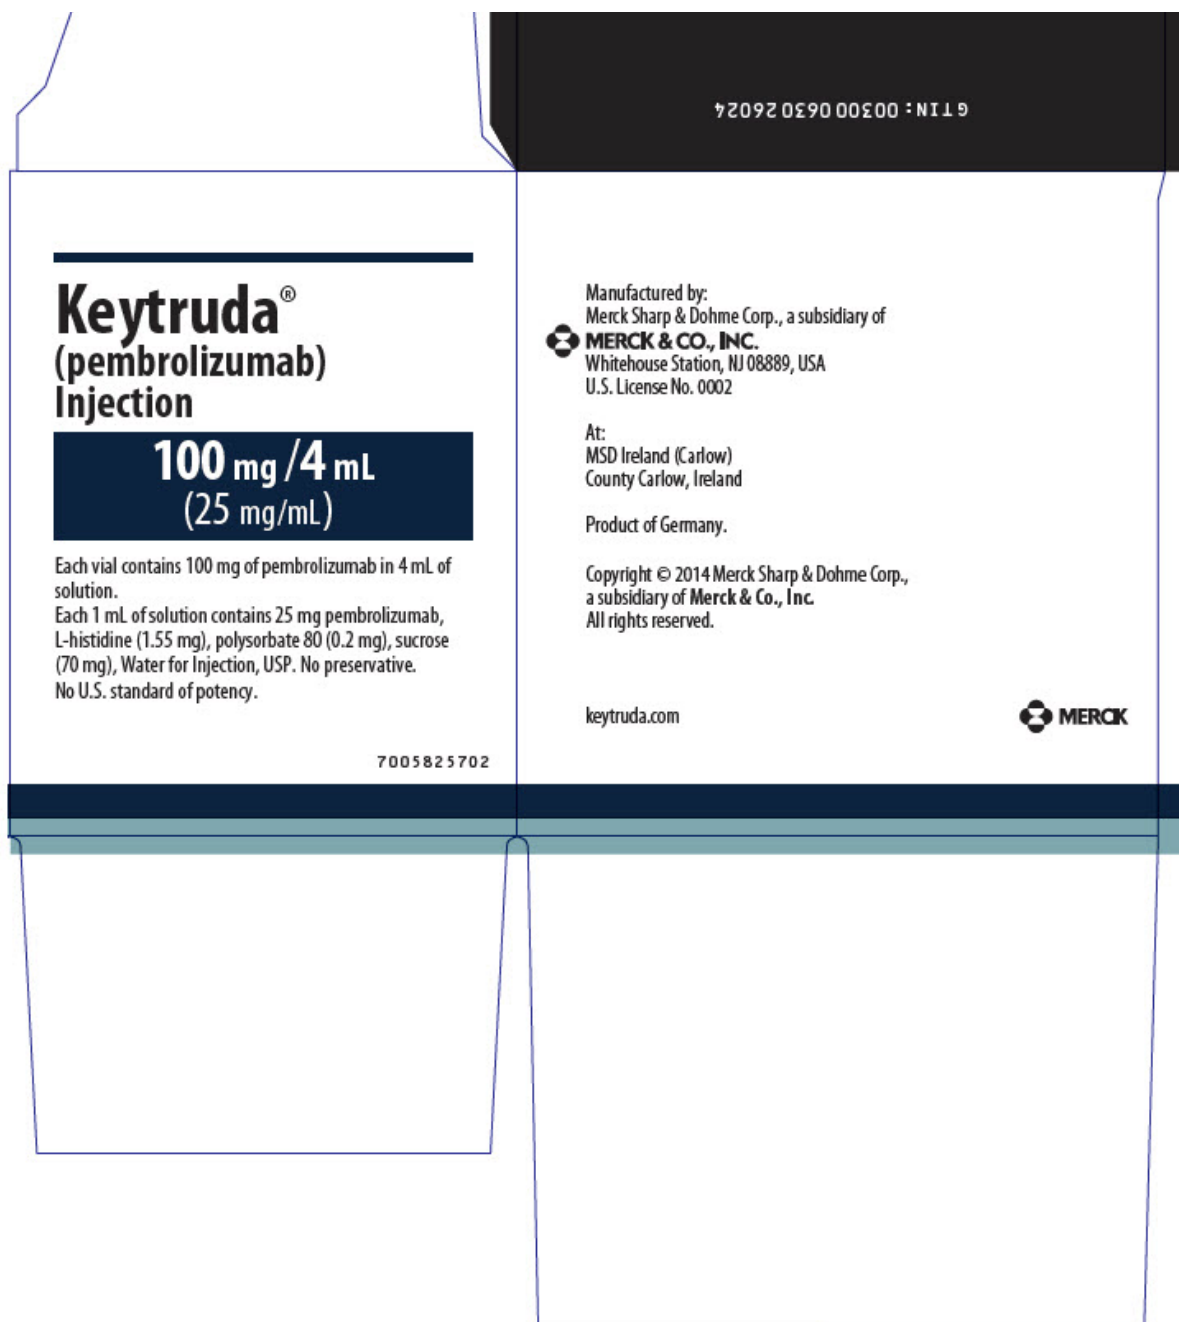 GTIN: 00300063026024
Keytruda®
(pembrolizumab)
Injection
100 mg /4 mL
(25 mg/mL)
Each vial contains 100 mg of pembrolizumab in 4 mL of
solution.
Each 1 mL of solution contains 25 mg pembrolizumab,
L-histidine (1.55 mg), polysorbate 80 (0.2 mg), sucrose
(70 mg), Water for Injection, USP. No preservative.
No U.S. standard of potency.
7005825702
Manufactured by:
Merck Sharp & Dohme Corp., a subsidiary of
MERCK & CO., INC.
Whitehouse Station, NJ 08889, USA
U.S. License No. 0002
At:
MSD Ireland (Carlow)
County Carlow, Ireland
Product of Germany.
Copyright © 2014 Merck Sharp & Dohme Corp.,
a subsidiary of Merck & Co., Inc.
All rights reserved.
keytruda.com
MERCK